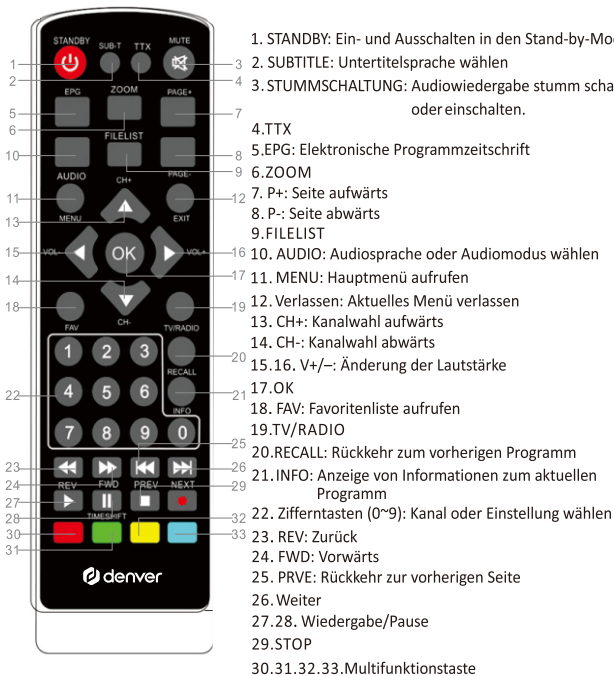 STANDBY SUB-T TTX MUTE
1 2 3 4
EPG ZOOM PAGE+
5 6 7
FILELIST
10 9 8
AUDIO CH+ PAGE-
11 12
MENU EXIT
13
15 VOL- OK VOL+ 16
14 17
18 19
FAV CH- TV/RADIO
1 2 3
20
RECALL
4 5 6
22 21
INFO
7 8 9 0
25
23 26
REV FWD PREV NEXT
24 29
27
28 TIMESHIFT 32
30 33
31
denver
1. STANDBY: Ein- und Ausschalten in den Stand-by-Mo
2. SUBTITLE: Untertitelsprache wählen
3. STUMMSCHALTUNG: Audiowiedergabe stumm scha
oder einschalten.
4.TTX
5.EPG: Elektronische Programmzeitschrift
6.ZOOM
7. P+: Seite aufwärts
8. P-: Seite abwärts
9.FILELIST
10. AUDIO: Audiosprache oder Audiomodus wählen
11. MENU: Hauptmenü aufrufen
12. Verlassen: Aktuelles Menü verlassen
13. CH+: Kanalwahl aufwärts
14. CH-: Kanalwahl abwärts
15.16. V+/–: Änderung der Lautstärke
17.OK
18. FAV: Favoritenliste aufrufen
19.TV/RADIO
20.RECALL: Rückkehr zum vorherigen Programm
21. INFO: Anzeige von Informationen zum aktuellen
Programm
22. Zifferntasten (0~9): Kanal oder Einstellung wählen
23. REV: Zurück
24. FWD: Vorwärts
25. PRVE: Rückkehr zur vorherigen Seite
26. Weiter
27.28. Wiedergabe/Pause
29.STOP
30.31.32.33.Multifunktionstaste